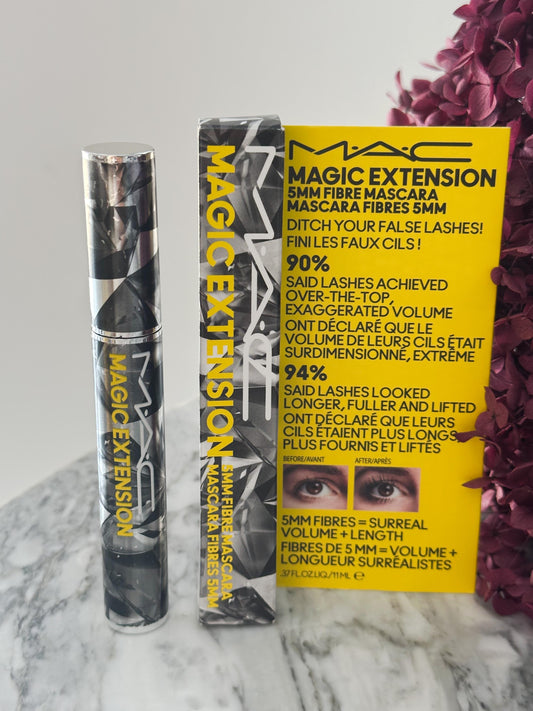 MAC
MAGIC EXTENSION
MAC
MAGIC EXTENSION
5MM FIBRE MASCARA
MASCARA FIBRES 5MM
MAC
MAGIC EXTENSION
5MM FIBRE MASCARA
MASCARA FIBRES 5MM
DITCH YOUR FALSE LASHES!
FINI LES FAUX CILS !
90%
SAID LASHES ACHIEVED
OVER-THE-TOP,
EXAGGERATED VOLUME
ONT DÉCLARÉ QUE LE
VOLUME DE LEURS CILS ÉTAIT
SURDIMENSIONNÉ, EXTRÊME
94%
SAID LASHES LOOKED
LONGER, FULLER AND LIFTED
ONT DÉCLARÉ QUE LEURS
CILS ÉTAIENT PLUS LONGS,
PLUS FOURNIS ET LIFTÉS
BEFORE/AVANT AFTER/APRÈS
5MM FIBRES = SURREAL
VOLUME + LENGTH
FIBRES DE 5 MM = VOLUME +
LONGUEUR SURRÉALISTES
.37 FL.OZ.LIQ./11 ML ℮